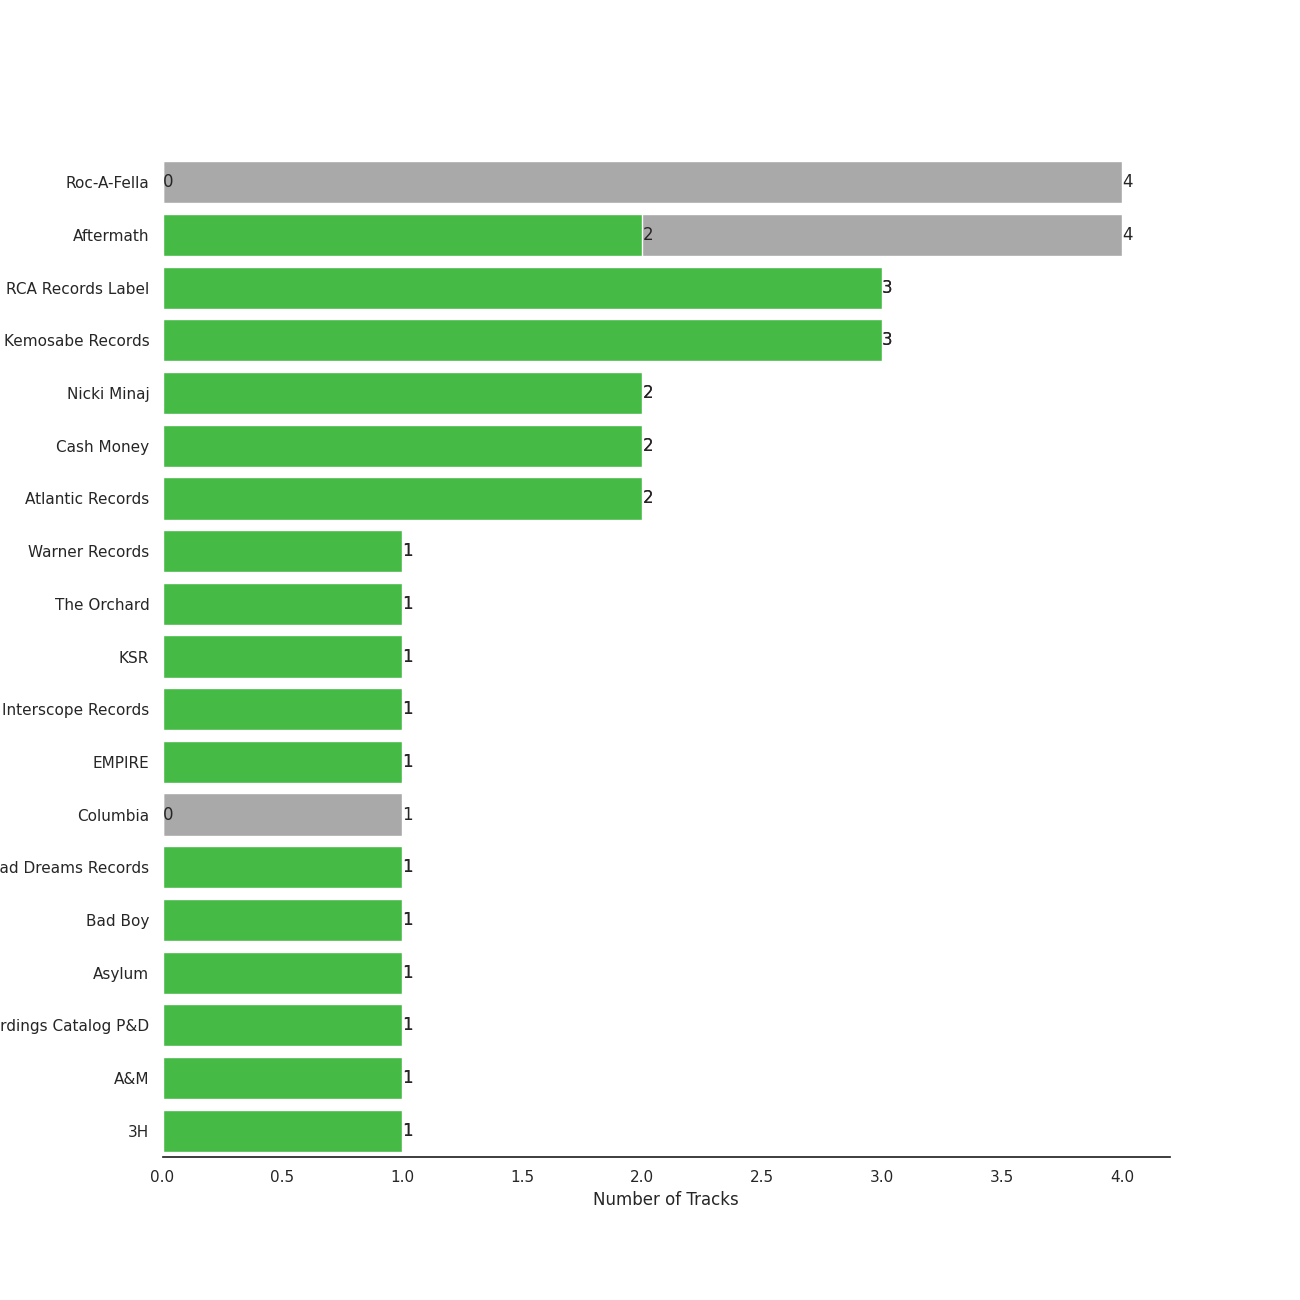 Roc-A-Fella 0 4
Aftermath 2 4
RCA Records Label 3
Kemosabe Records 3
Nicki Minaj 2
Cash Money 2
Atlantic Records 2
Warner Records 1
The Orchard 1
KSR 1
Interscope Records 1
EMPIRE 1
Columbia 0 1
ad Dreams Records 1
Bad Boy 1
Asylum 1
rdings Catalog P&D 1
A&M 1
3H 1
0.0 0.5 1.0 1.5 2.0 2.5 3.0 3.5 4.0
Number of Tracks